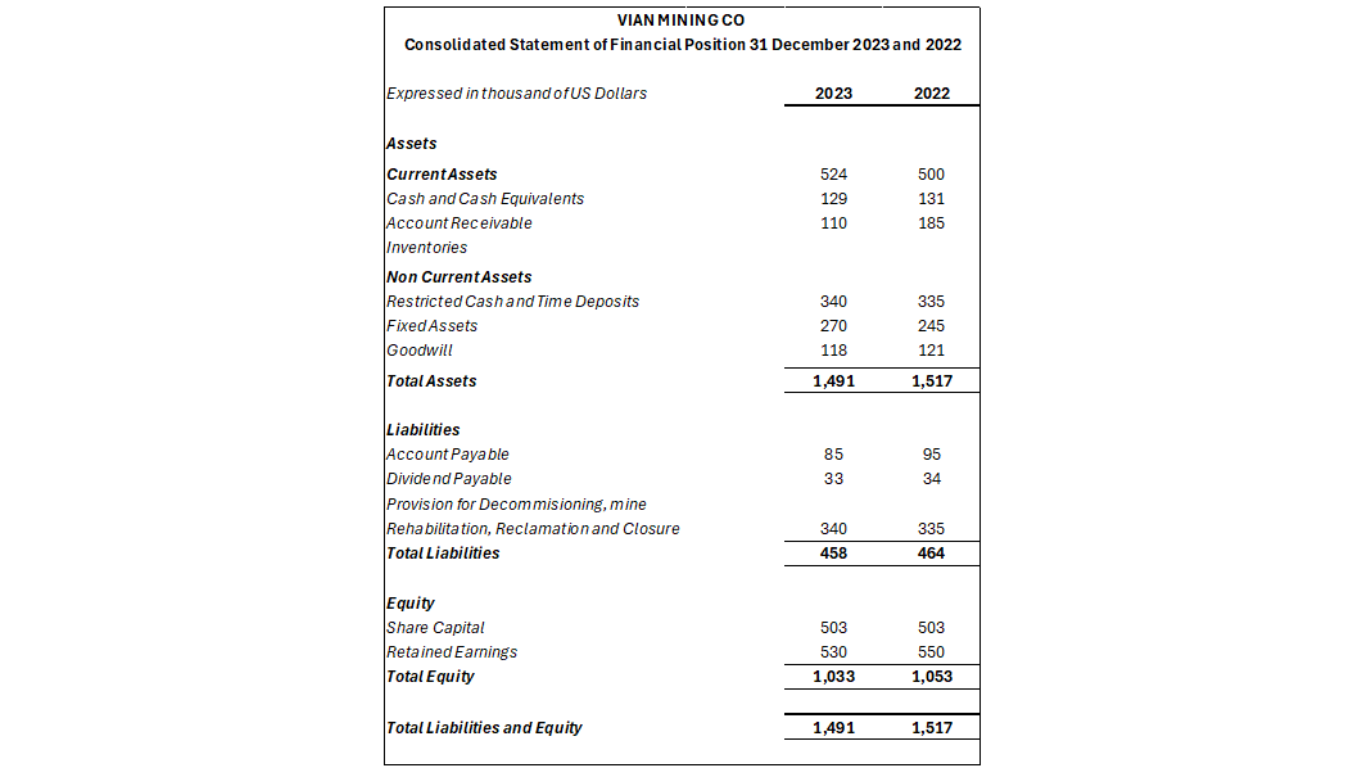 VIAN MINING CO
Consolidated Statement of Financial Position 31 December 2023 and 2022
Expressed in thousand of US Dollars 2023 2022
Assets
Current Assets 524 500
Cash and Cash Equivalents 129 131
Account Receivable 110 185
Inventories
Non Current Assets
Restricted Cash and Time Deposits 340 335
Fixed Assets 270 245
Goodwill 118 121
Total Assets 1,491 1,517
Liabilities
Account Payable 85 95
Dividend Payable 33 34
Provision for Decommisioning, mine
Rehabilitation, Reclamation and Closure 340 335
Total Liabilities 458 464
Equity
Share Capital 503 503
Retained Earnings 530 550
Total Equity 1,033 1,053
Total Liabilities and Equity 1,491 1,517